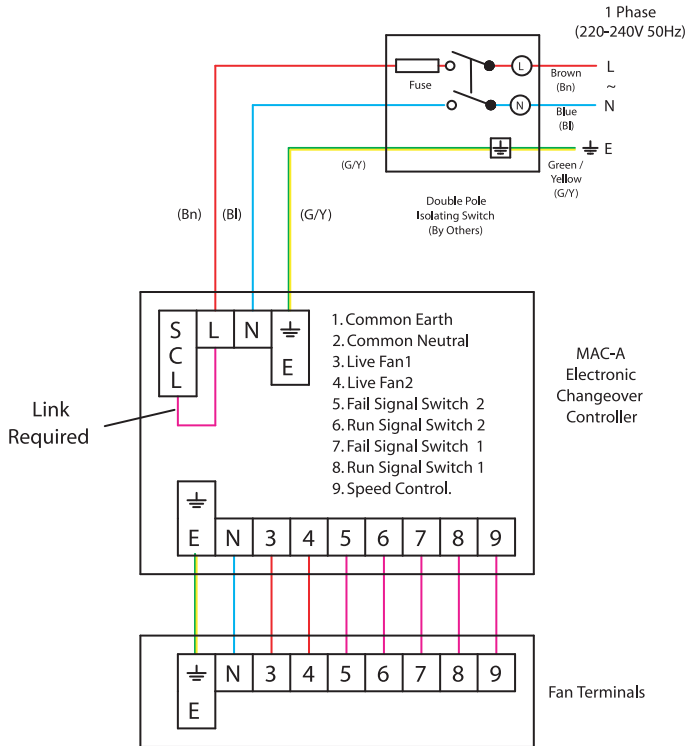 1 Phase
(220-240V 50Hz)
L
Brown
(Bn)
L
Fuse
~
N
Blue
(Bl)
N
E
(G/Y)
Green /
Yellow
(G/Y)
Double Pole
Isolating Switch
(By Others)
(Bn)
(Bl)
(G/Y)
SCL
L
N
E
1. Common Earth
2. Common Neutral
3. Live Fan1
4. Live Fan2
5. Fail Signal Switch 2
6. Run Signal Switch 2
7. Fail Signal Switch 1
8. Run Signal Switch 1
9. Speed Control.
MAC-A
Electronic
Changeover
Controller
Link
Required
E N 3 4 5 6 7 8 9
N 3 4 5 6 7 8 9
E
Fan Terminals